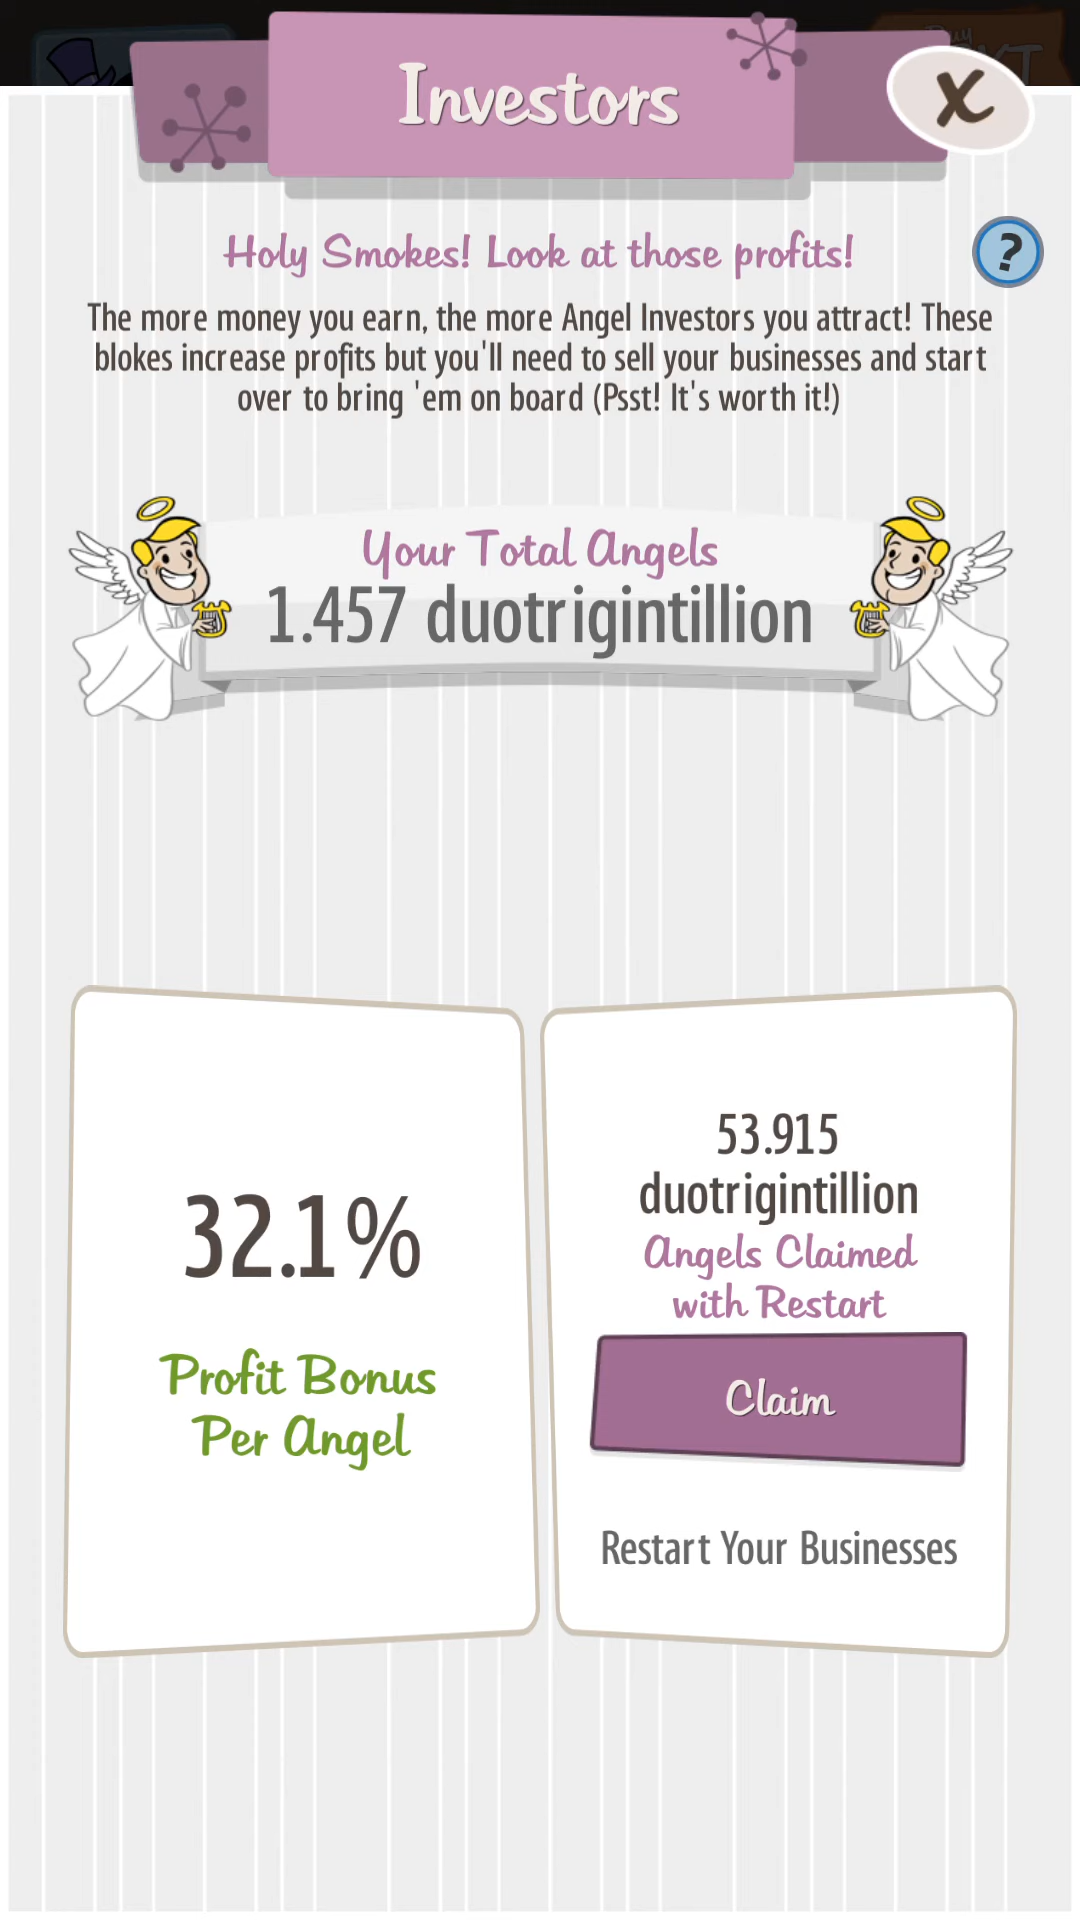 Investors
X
Holy Smokes! Look at those profits!
?
The more money you earn, the more Angel Investors you attract! These
blokes increase profits but you'll need to sell your businesses and start
over to bring 'em on board (Psst! It's worth it!)
Your Total Angels
1.457 duotrigintillion
32.1%
Profit Bonus
Per Angel
53.915
duotrigintillion
Angels Claimed
with Restart
Claim
Restart Your Businesses